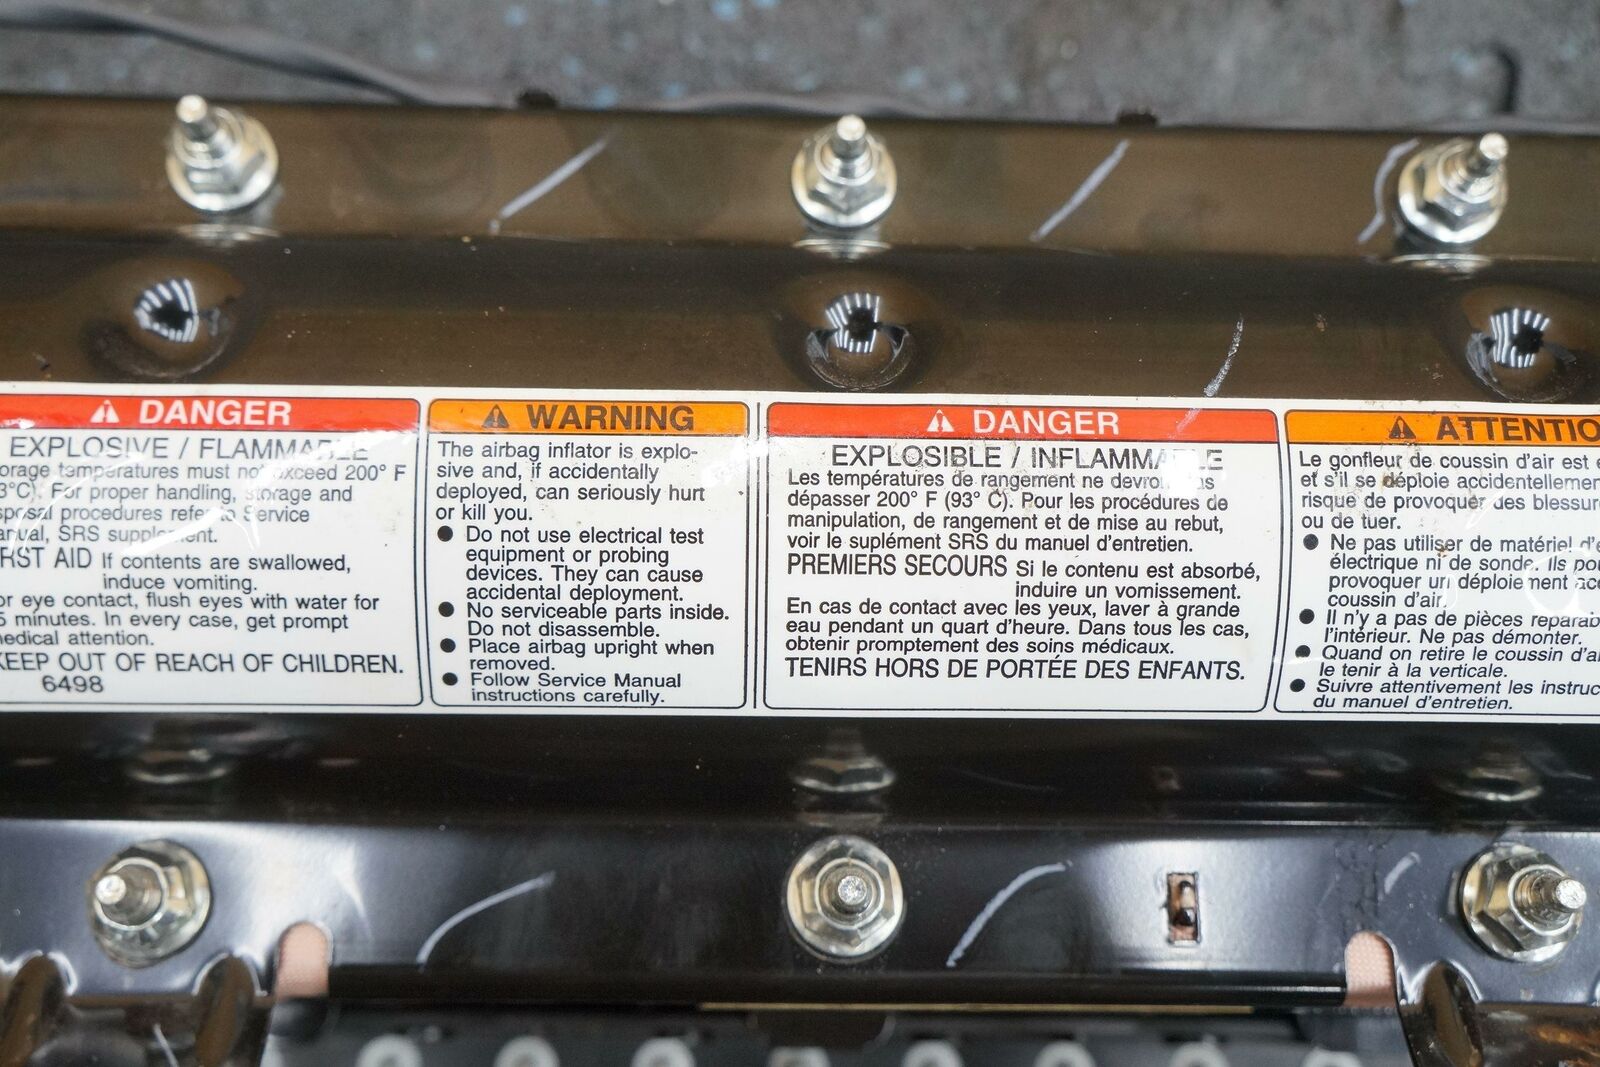 DANGER
EXPLOSIVE / FLAMMABLE
orage temperatures must not exceed 200° F
3°C). For proper handling, storage and
sposal procedures refer to Service
anual, SRS supplement.
RST AID If contents are swallowed,
induce vomiting.
or eye contact, flush eyes with water for
5 minutes. In every case, get prompt
edical attention.
KEEP OUT OF REACH OF CHILDREN.
6498
WARNING
The airbag inflator is explo-
sive and, if accidentally
deployed, can seriously hurt
or kill you.
● Do not use electrical test
equipment or probing
devices. They can cause
accidental deployment.
● No serviceable parts inside.
Do not disassemble.
● Place airbag upright when
removed.
● Follow Service Manual
instructions carefully.
DANGER
EXPLOSIBLE / INFLAMMABLE
Les températures de rangement ne devront pas
dépasser 200° F (93° C). Pour les procédures de
manipulation, de rangement et de mise au rebut,
voir le suplément SRS du manuel d'entretien.
PREMIERS SECOURS Si le contenu est absorbé,
induire un vomissement.
En cas de contact avec les yeux, laver à grande
eau pendant un quart d'heure. Dans tous les cas,
obtenir promptement des soins médicaux.
TENIRS HORS DE PORTÉE DES ENFANTS.
ATTENTIO
Le gonfleur de coussin d'air est e
et s'il se déploie accidentellemen
risque de provoquer des blessur
ou de tuer.
● Ne pas utiliser de matériel d'é
électrique ni de sonde. Ils pou
provoquer un déploiement acc
coussin d'air.
● Il n'y a pas de pièces réparab
l'intérieur. Ne pas démonter.
● Quand on retire le coussin d'ai
le tenir à la verticale.
● Suivre attentivement les instruc
du manuel d'entretien.